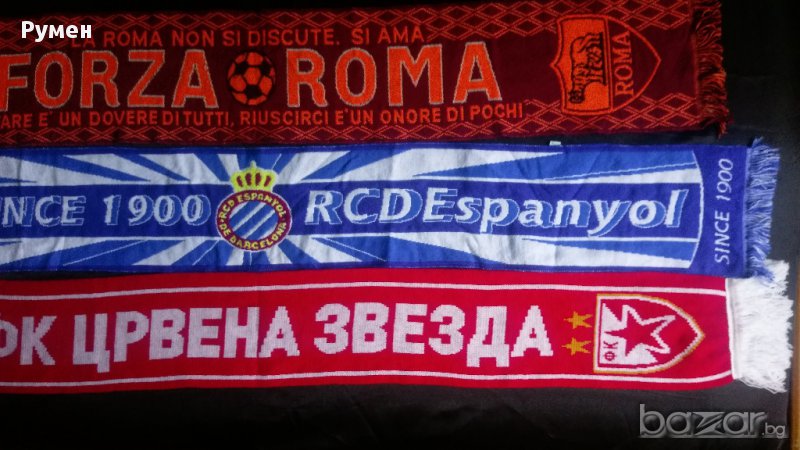 Румен
LA ROMA NON SI DISCUTE, SI AMA
FORZA ROMA
ROMA
ARE E' UN DOVERE DI TUTTI, RIUSCIRCI E'UN ONORE DI POCHI
NCE 1900
RCD ESPANYOL
DE BARCELONA
RCDEspanyol
SINCE 1900
ФК ЦРВЕНА ЗВЕЗДА
ФК
bazar.bg